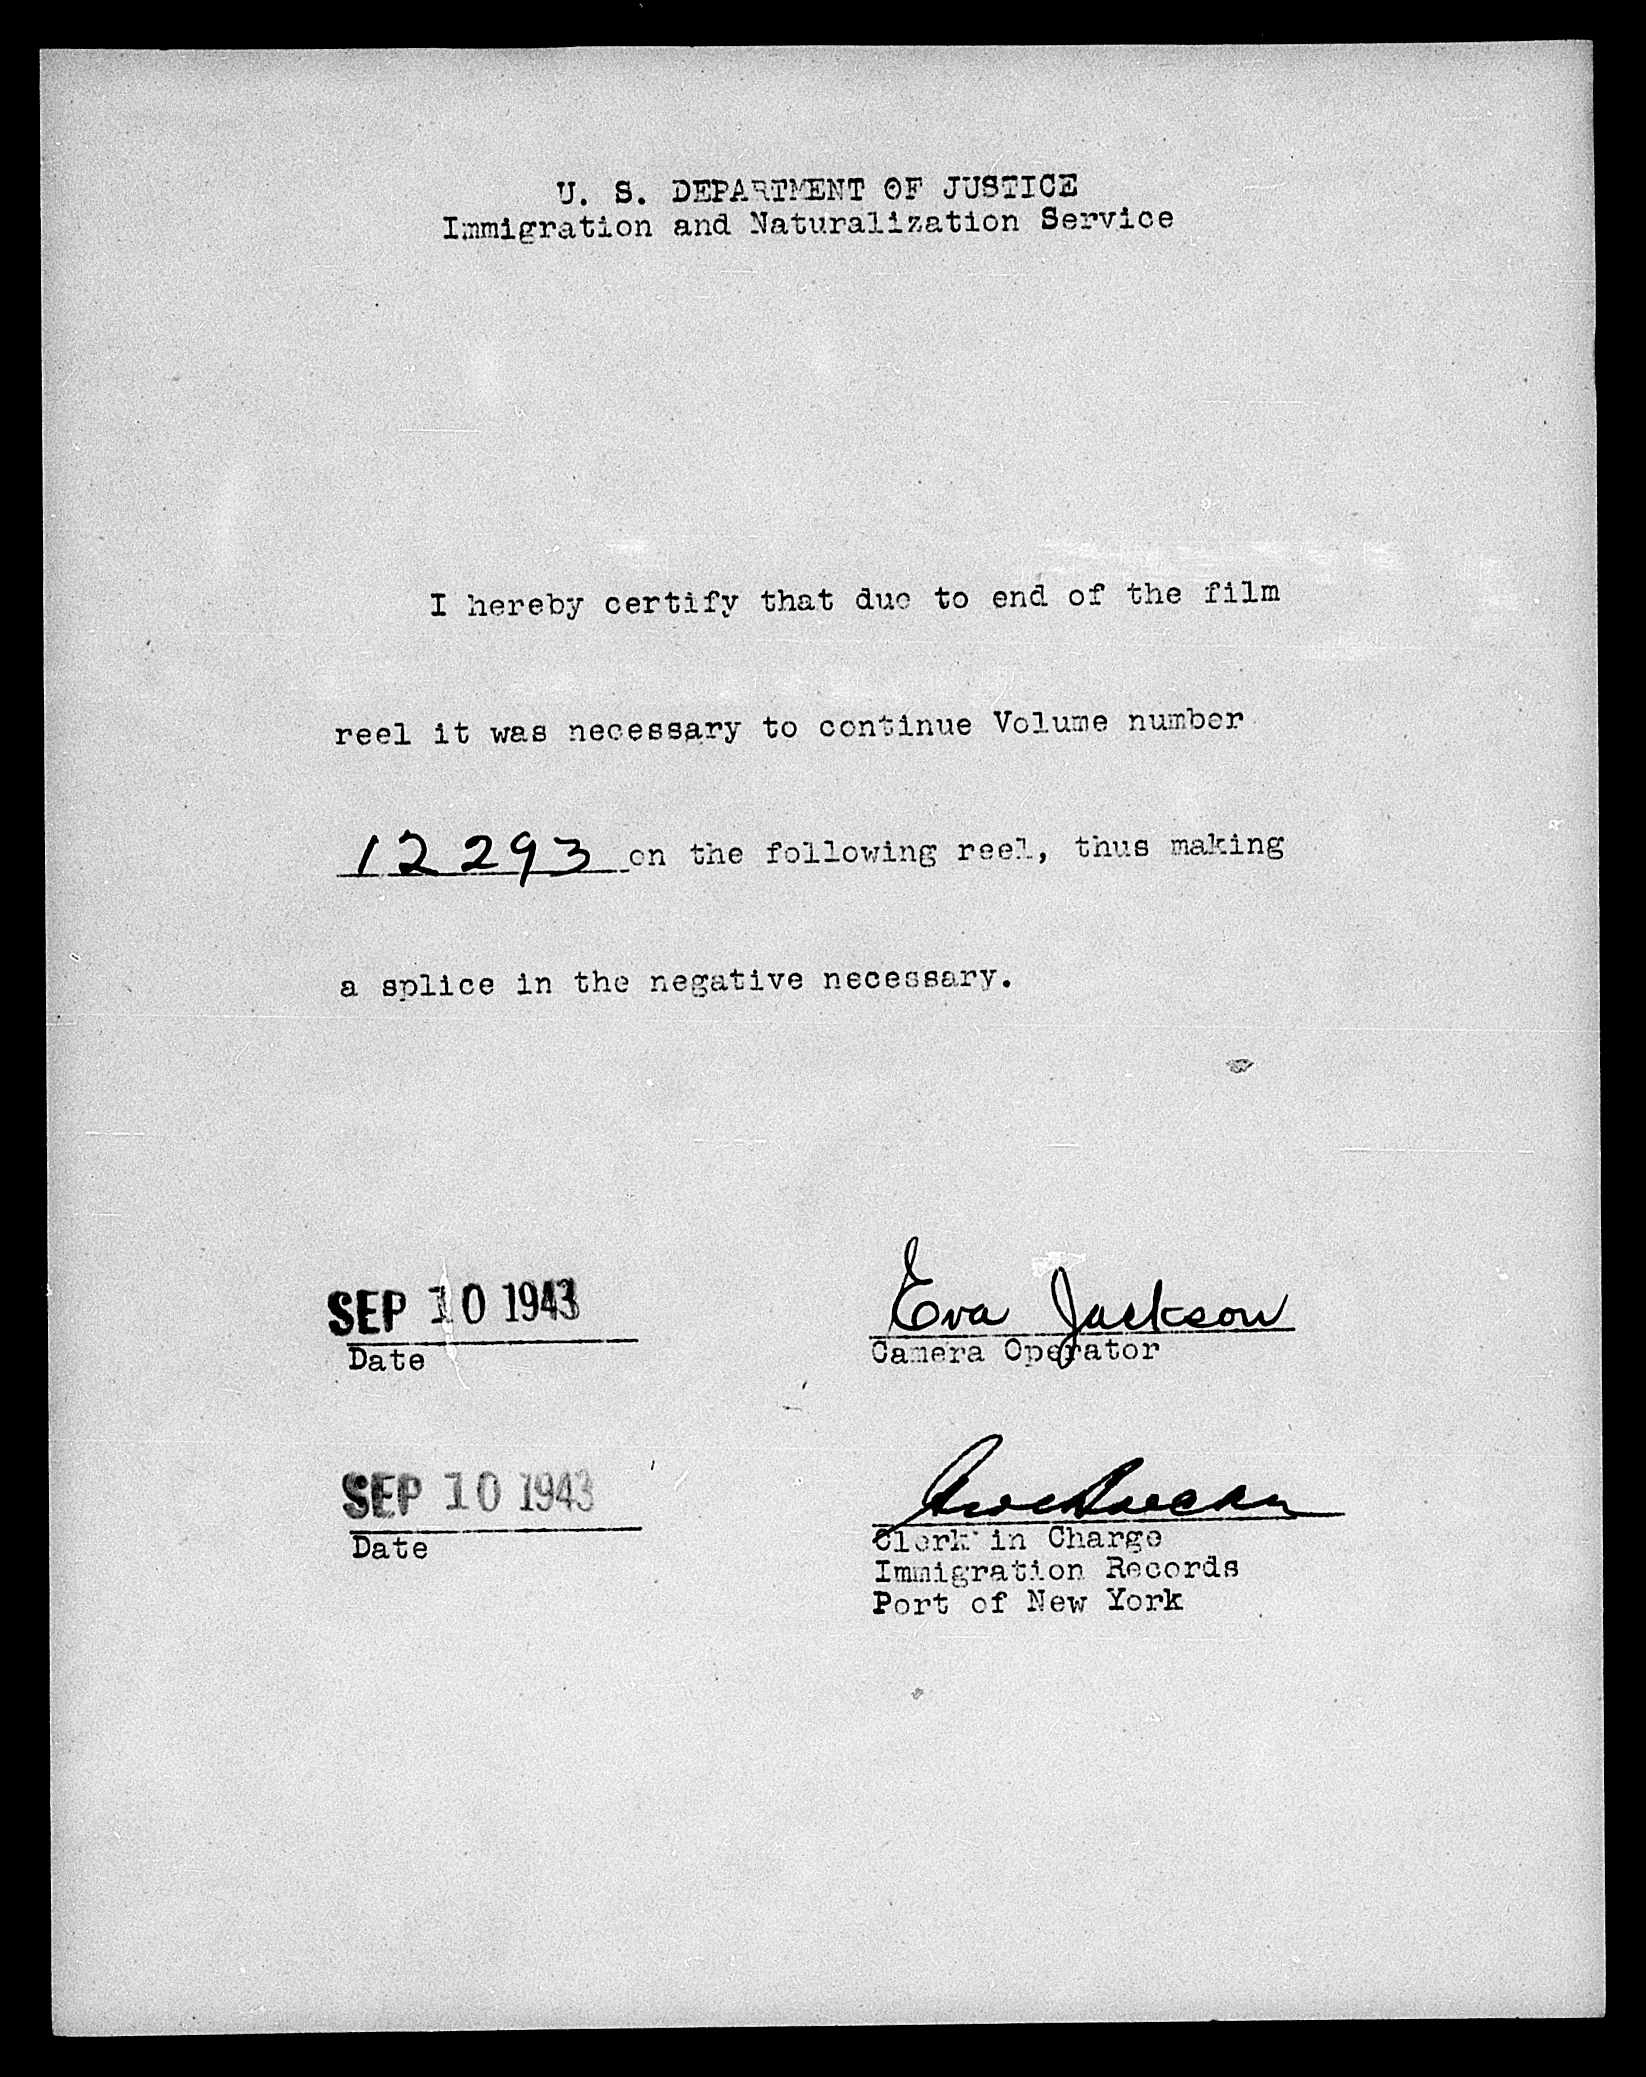 U. S. DEPARTMENT OF JUSTICE
Immigration and Naturalization Service
I hereby certify that due to end of the film
reel it was necessary to continue Volume number
12293 on the following reel, thus making
a splice in the negative necessary.
SEP 10 1943
Eva Jackson
Date
Camera Operator
SEP 10 1943
Date
Clerk in Charge
Immigration Records
Port of New York